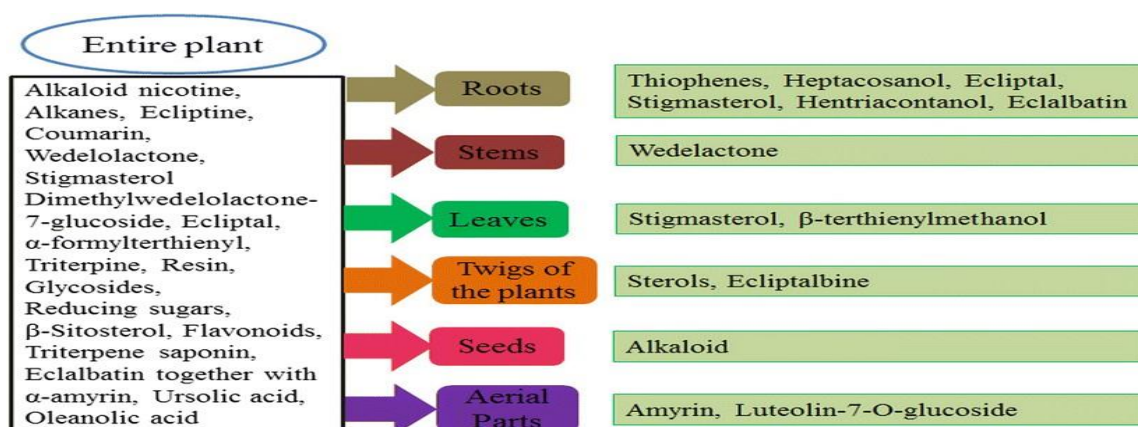 Entire plant
Alkaloid nicotine,
Alkanes, Ecliptine,
Coumarin,
Wedelolactone,
Stigmasterol
Dimethylwedelolactone-
7-glucoside, Ecliptal,
α-formylterthienyl,
Triterpine, Resin,
Glycosides,
Reducing sugars,
β-Sitosterol, Flavonoids,
Triterpene saponin,
Eclalbatin together with
α-amyrin, Ursolic acid,
Oleanolic acid
Roots
Thiophenes, Heptacosanol, Ecliptal,
Stigmasterol, Hentriacontanol, Eclalbatin
Stems
Wedelactone
Leaves
Stigmasterol, β-terthienylmethanol
Twigs of
the plants
Sterols, Ecliptalbine
Seeds
Alkaloid
Aerial
Parts
Amyrin, Luteolin-7-O-glucoside